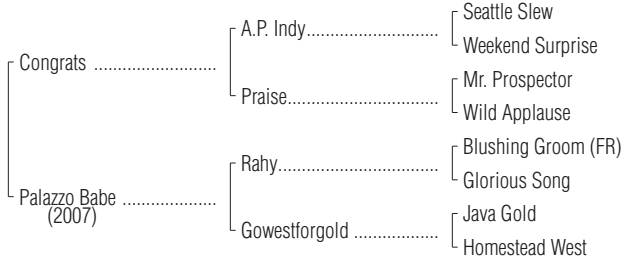 Seattle Slew
A.P. Indy..................................
Weekend Surprise
Congrats ...........................
Mr. Prospector
Praise......................................
Wild Applause
Blushing Groom (FR)
Rahy........................................
Glorious Song
Palazzo Babe .....................
(2007)
Java Gold
Gowestforgold ...................
Homestead West